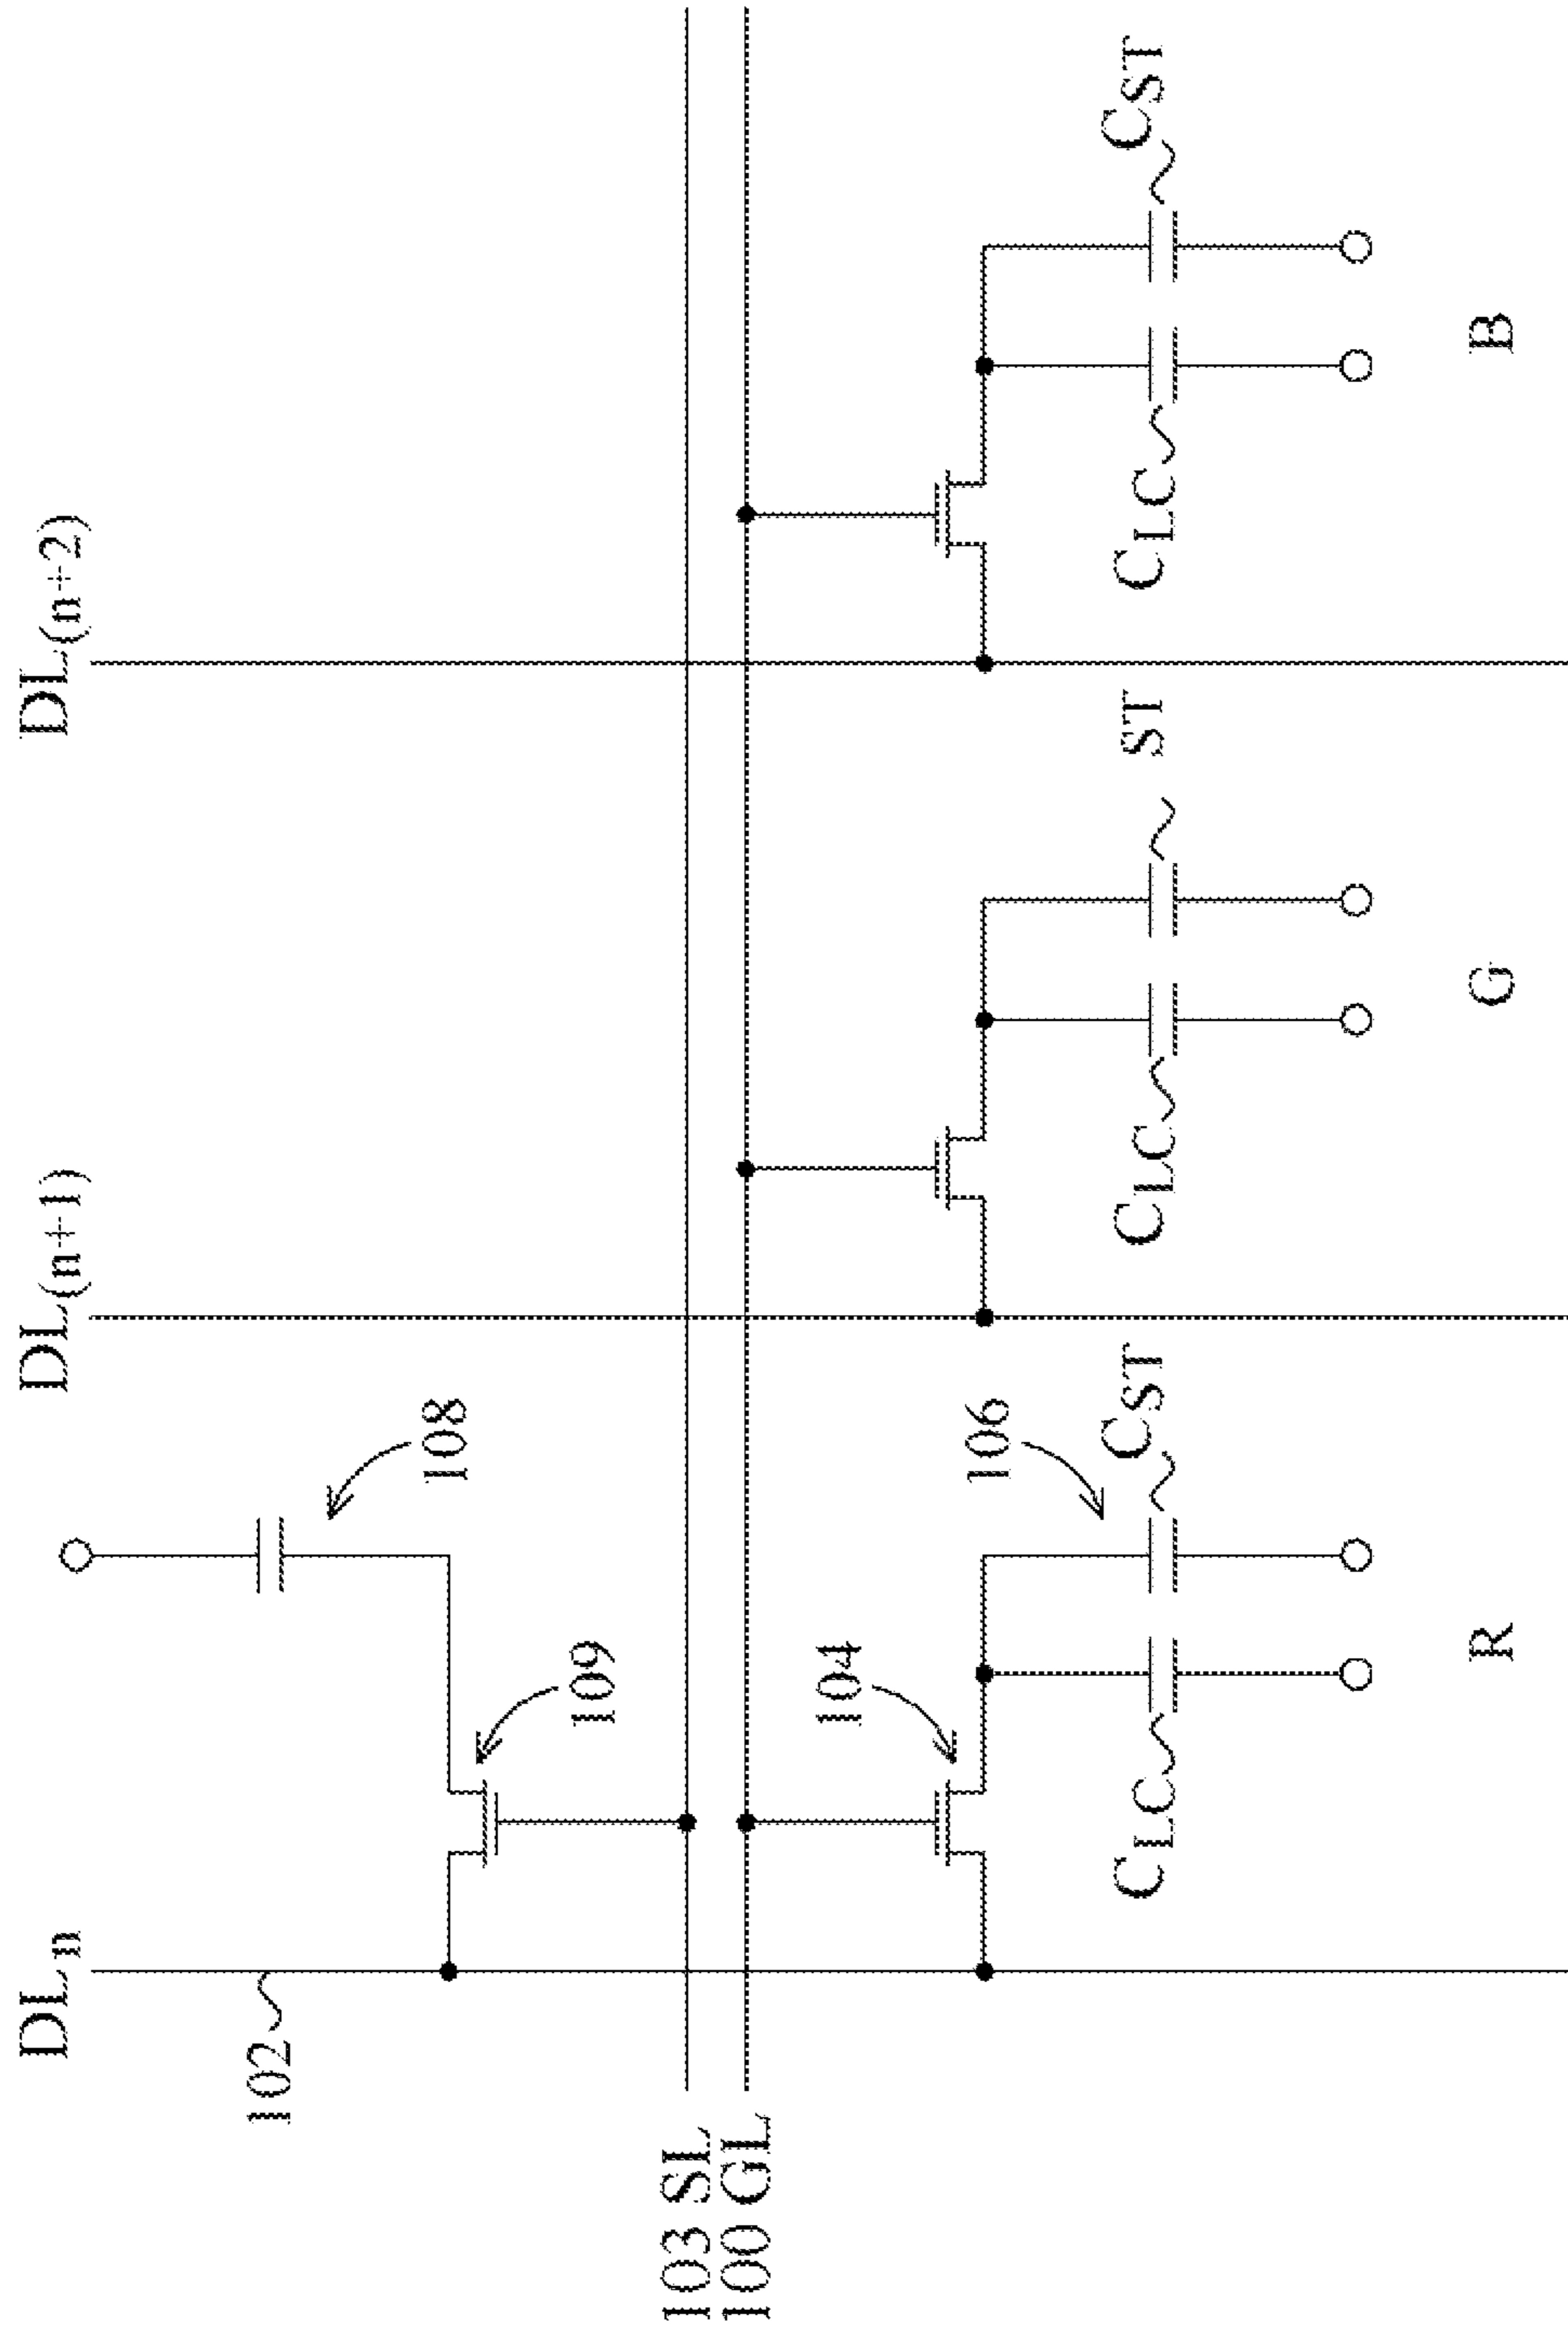 DLn
DL(n+1)
DL(n+2)
102
108
109
103 SL
100 GL
104
106
CLC
CST
CLC
ST
CLC
CST
R
G
B